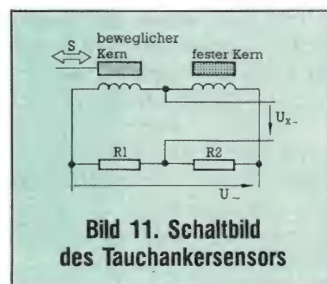 beweglicher
S Kern fester Kern
Ux~
R1 R2
U~
Bild 11. Schaltbild
des Tauchankersensors